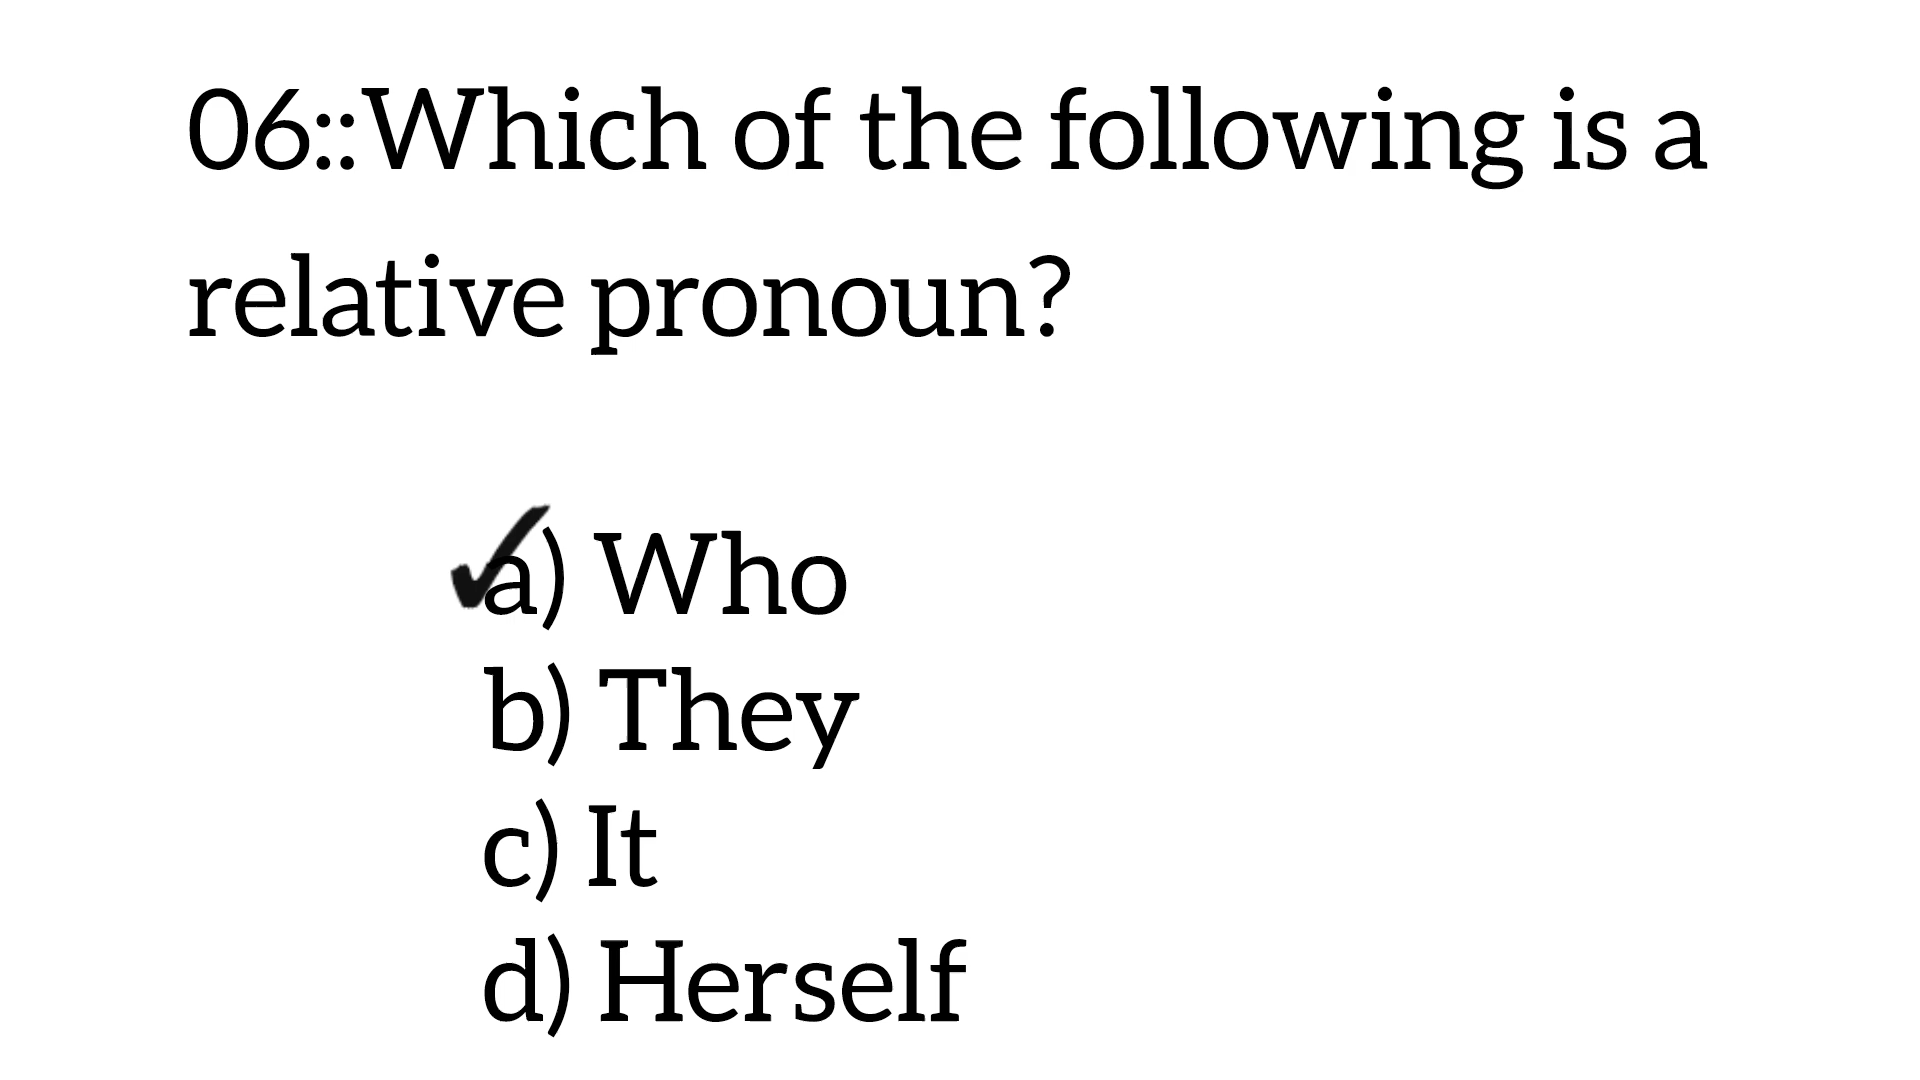 06::Which of the following is a
relative pronoun?
✓a) Who
b) They
c) It
d) Herself